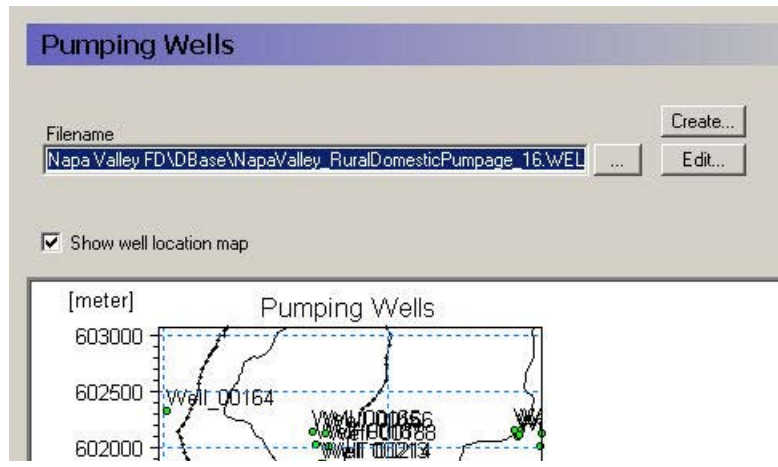 Pumping Wells
Filename
Create...
Napa Valley FD\DBase\NapaValley_RuralDomesticPumpage_16.WEL
...
Edit...
Show well location map
[meter]
Pumping Wells
603000
602500
Well_00164
602000